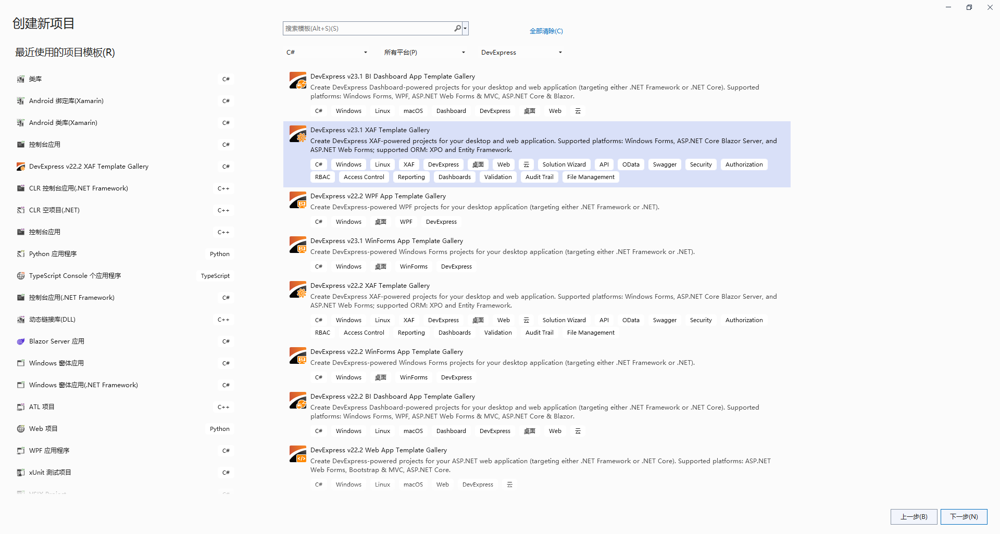 创建新项目
搜索模板(Alt+S)(S)
全部清除(C)
C#
所有平台(P)
DevExpress
最近使用的项目模板(R)
类库
C#
Android 绑定库(Xamarin)
C#
Android 类库(Xamarin)
C#
控制台应用
C#
DevExpress v22.2 XAF Template Gallery
C#
CLR 控制台应用(.NET Framework)
C++
CLR 空项目(.NET)
C++
控制台应用
C++
Python 应用程序
Python
TypeScript Console 个应用程序
TypeScript
控制台应用(.NET Framework)
C#
动态链接库(DLL)
C++
Blazor Server 应用
C#
Windows 窗体应用
C#
Windows 窗体应用(.NET Framework)
C#
ATL 项目
C++
Web 项目
Python
WPF 应用程序
C#
xUnit 测试项目
C#
VSIX Project
C#
DevExpress v23.1 BI Dashboard App Template Gallery
Create DevExpress Dashboard-powered projects for your desktop and web application (targeting either .NET Framework or .NET Core). Supported
platforms: Windows Forms, WPF, ASP.NET Web Forms & MVC, ASP.NET Core & Blazor.
C# Windows Linux macOS Dashboard DevExpress 桌面 Web 云
DevExpress v23.1 XAF Template Gallery
Create DevExpress XAF-powered projects for your desktop and web application. Supported platforms: Windows Forms, ASP.NET Core Blazor Server, and
ASP.NET Web Forms; supported ORM: XPO and Entity Framework.
C# Windows Linux XAF DevExpress 桌面 Web 云 Solution Wizard API OData Swagger Security Authorization
RBAC Access Control Reporting Dashboards Validation Audit Trail File Management
DevExpress v22.2 WPF App Template Gallery
Create DevExpress-powered WPF projects for your desktop application (targeting either .NET Framework or .NET).
C# Windows 桌面 WPF DevExpress
DevExpress v23.1 WinForms App Template Gallery
Create DevExpress-powered Windows Forms projects for your desktop application (targeting either .NET Framework or .NET).
C# Windows 桌面 WinForms DevExpress
DevExpress v22.2 XAF Template Gallery
Create DevExpress XAF-powered projects for your desktop and web application. Supported platforms: Windows Forms, ASP.NET Core Blazor Server, and
ASP.NET Web Forms; supported ORM: XPO and Entity Framework.
C# Windows Linux XAF DevExpress 桌面 Web 云 Solution Wizard API OData Swagger Security Authorization
RBAC Access Control Reporting Dashboards Validation Audit Trail File Management
DevExpress v22.2 WinForms App Template Gallery
Create DevExpress-powered Windows Forms projects for your desktop application (targeting either .NET Framework or .NET).
C# Windows 桌面 WinForms DevExpress
DevExpress v22.2 BI Dashboard App Template Gallery
Create DevExpress Dashboard-powered projects for your desktop and web application (targeting either .NET Framework or .NET Core). Supported
platforms: Windows Forms, WPF, ASP.NET Web Forms & MVC, ASP.NET Core & Blazor.
C# Windows Linux macOS Dashboard DevExpress 桌面 Web 云
DevExpress v22.2 Web App Template Gallery
Create DevExpress-powered projects for your ASP.NET web application (targeting either .NET Framework or .NET Core). Supported platforms: ASP.NET
Web Forms, Bootstrap & MVC, ASP.NET Core.
C# Windows Linux macOS Web DevExpress 云
上一步(B)
下一步(N)